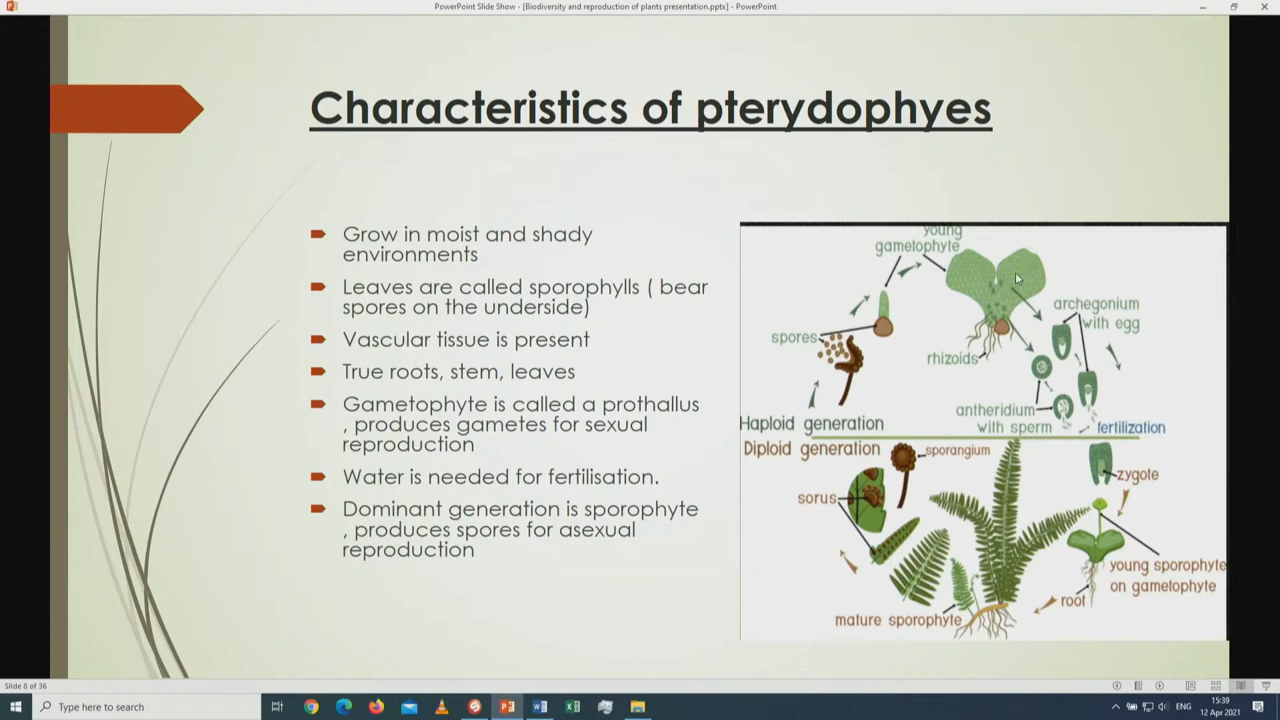 PowerPoint Slide Show - [Biodiversity and reproduction of plants presentation.pptx] - PowerPoint
Characteristics of pterydophyes
Grow in moist and shady
environments
Leaves are called sporophylls ( bear
spores on the underside)
Vascular tissue is present
True roots, stem, leaves
Gametophyte is called a prothallus
, produces gametes for sexual
reproduction
Water is needed for fertilisation.
Dominant generation is sporophyte
, produces spores for asexual
reproduction
young
gametophyte
spores
rhizoids
archegonium
with egg
antheridium
with sperm
fertilization
Haploid generation
Diploid generation
sporangium
zygote
sorus
young sporophyte
on gametophyte
root
mature sporophyte
Slide 8 of 36
Type here to search
ENG
15:39
12 Apr 2021